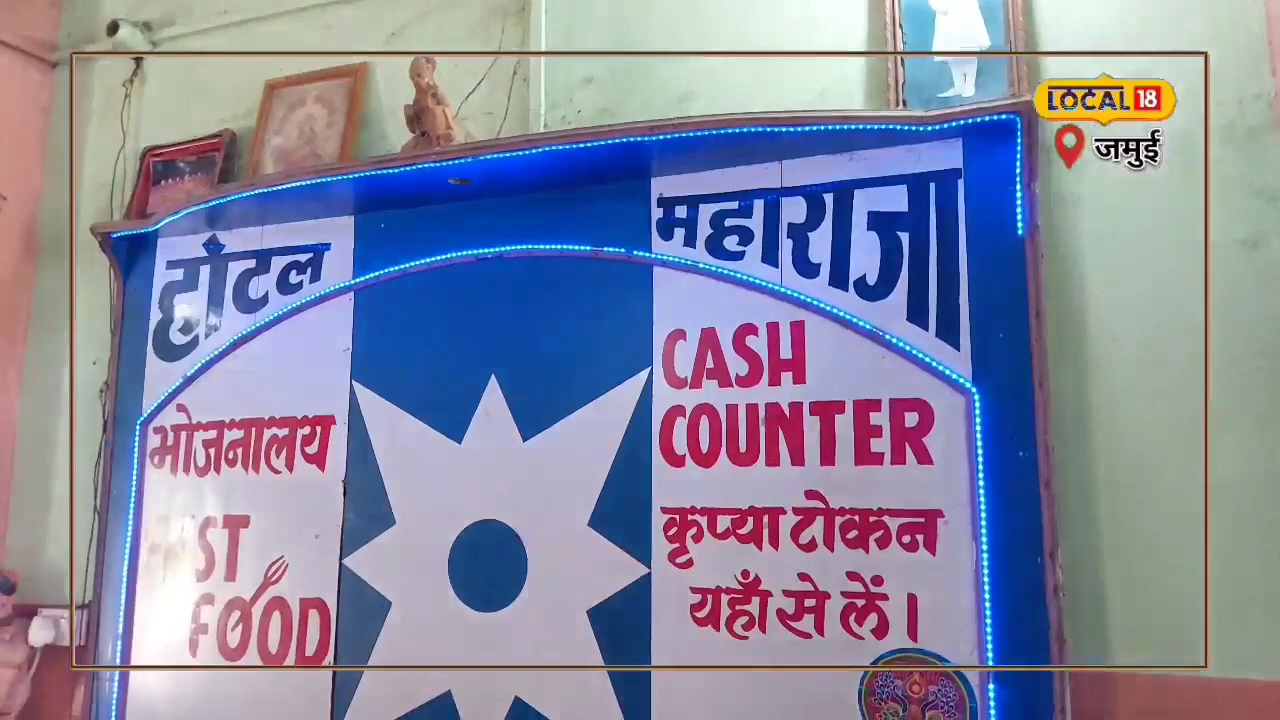 LOCAL 18
जमुई
होटल
महाराजा
भोजनालय
ST
FOOD
CASH
COUNTER
कृप्या टोकन
यहाँ से लें।